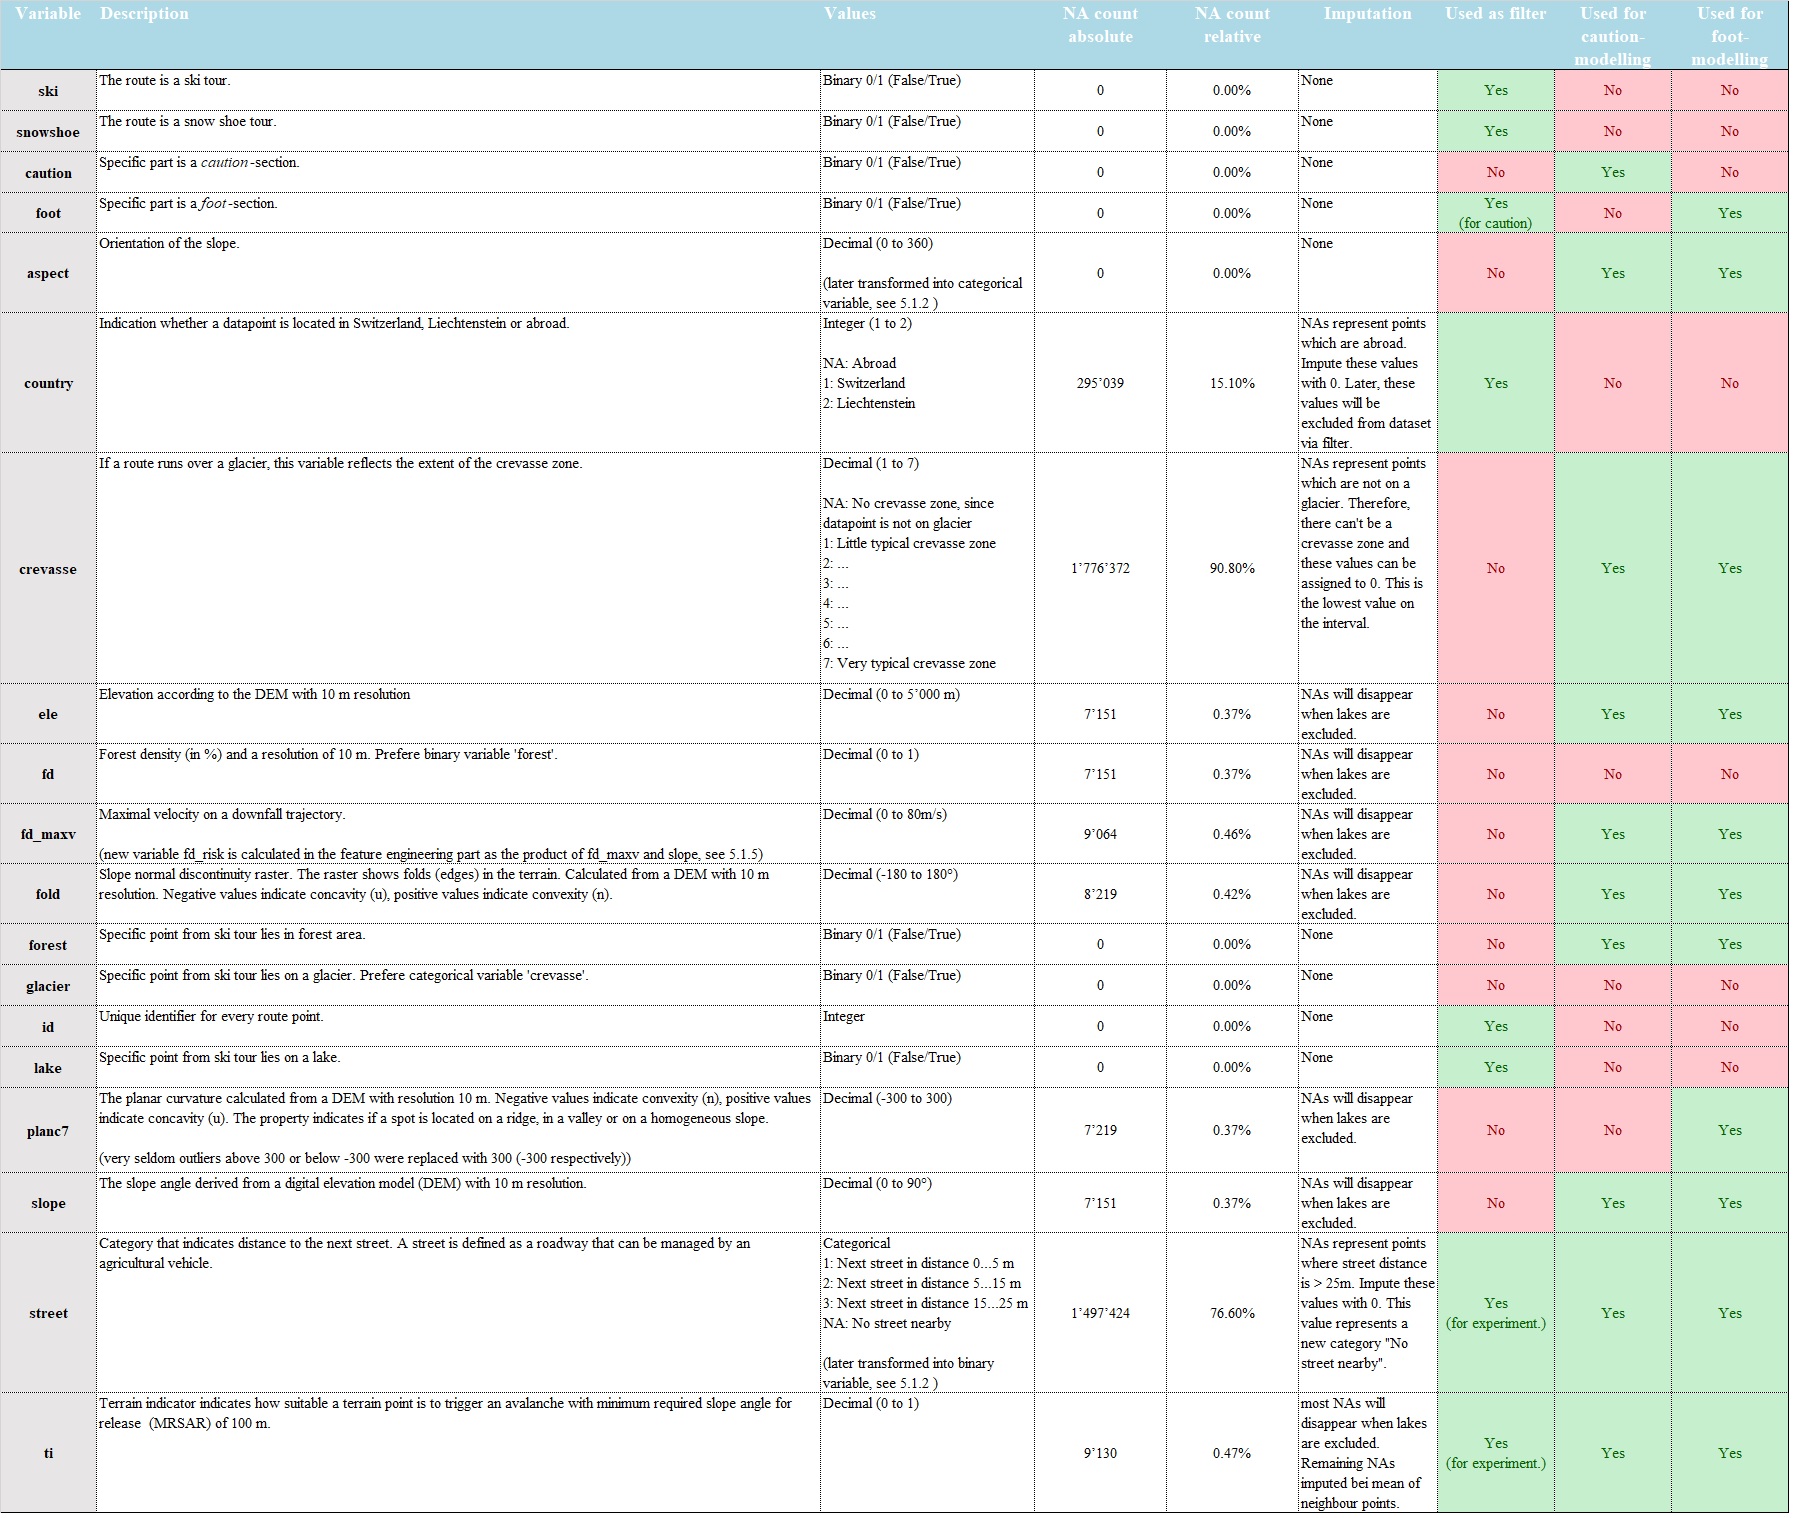 Variable Description Values NA count absolute NA count relative Imputation Used as filter Used for caution-modelling Used for foot-modelling
ski
The route is a ski tour.
Binary 0/1 (False/True)
0
0.00%
None
Yes
No
No
snowshoe
The route is a snow shoe tour.
Binary 0/1 (False/True)
0
0.00%
None
Yes
No
No
caution
Specific part is a caution-section.
Binary 0/1 (False/True)
0
0.00%
None
No
Yes
No
foot
Specific part is a foot-section.
Binary 0/1 (False/True)
0
0.00%
None
Yes
(for caution)
No
Yes
aspect
Orientation of the slope.
Decimal (0 to 360)
(later transformed into categorical
variable, see 5.1.2 )
0
0.00%
None
No
Yes
Yes
country
Indication whether a datapoint is located in Switzerland, Liechtenstein or abroad.
Integer (1 to 2)
NA: Abroad
1: Switzerland
2: Liechtenstein
295’039
15.10%
NAs represent points
which are abroad.
Impute these values
with 0. Later, these
values will be
excluded from dataset
via filter.
Yes
No
No
crevasse
If a route runs over a glacier, this variable reflects the extent of the crevasse zone.
Decimal (1 to 7)
NA: No crevasse zone, since
datapoint is not on glacier
1: Little typical crevasse zone
2: ...
3: ...
4: ...
5: ...
6: ...
7: Very typical crevasse zone
1’776’372
90.80%
NAs represent points
which are not on a
glacier. Therefore,
there can't be a
crevasse zone and
these values can be
assigned to 0. This is
the lowest value on
the interval.
No
Yes
Yes
ele
Elevation according to the DEM with 10 m resolution
Decimal (0 to 5’000 m)
7’151
0.37%
NAs will disappear
when lakes are
excluded.
No
Yes
Yes
fd
Forest density (in %) and a resolution of 10 m. Prefere binary variable 'forest'.
Decimal (0 to 1)
7’151
0.37%
NAs will disappear
when lakes are
excluded.
No
No
No
fd_maxv
Maximal velocity on a downfall trajectory.
(new variable fd_risk is calculated in the feature engineering part as the product of fd_maxv and slope, see 5.1.5)
Decimal (0 to 80m/s)
9’064
0.46%
NAs will disappear
when lakes are
excluded.
No
Yes
Yes
fold
Slope normal discontinuity raster. The raster shows folds (edges) in the terrain. Calculated from a DEM with 10 m
resolution. Negative values indicate concavity (u), positive values indicate convexity (n).
Decimal (-180 to 180°)
8’219
0.42%
NAs will disappear
when lakes are
excluded.
No
Yes
Yes
forest
Specific point from ski tour lies in forest area.
Binary 0/1 (False/True)
0
0.00%
None
No
Yes
Yes
glacier
Specific point from ski tour lies on a glacier. Prefere categorical variable 'crevasse'.
Binary 0/1 (False/True)
0
0.00%
None
No
No
No
id
Unique identifier for every route point.
Integer
0
0.00%
None
Yes
No
No
lake
Specific point from ski tour lies on a lake.
Binary 0/1 (False/True)
0
0.00%
None
Yes
No
No
planc7
The planar curvature calculated from a DEM with resolution 10 m. Negative values indicate convexity (n), positive values
indicate concavity (u). The property indicates if a spot is located on a ridge, in a valley or on a homogeneous slope.
(very seldom outliers above 300 or below -300 were replaced with 300 (-300 respectively))
Decimal (-300 to 300)
7’219
0.37%
NAs will disappear
when lakes are
excluded.
No
No
Yes
slope
The slope angle derived from a digital elevation model (DEM) with 10 m resolution.
Decimal (0 to 90°)
7’151
0.37%
NAs will disappear
when lakes are
excluded.
No
Yes
Yes
street
Category that indicates distance to the next street. A street is defined as a roadway that can be managed by an
agricultural vehicle.
Categorical
1: Next street in distance 0...5 m
2: Next street in distance 5...15 m
3: Next street in distance 15...25 m
NA: No street nearby
(later transformed into binary
variable, see 5.1.2 )
1’497’424
76.60%
NAs represent points
where street distance
is > 25m. Impute these
values with 0. This
value represents a
new category "No
street nearby".
Yes
(for experiment.)
Yes
Yes
ti
Terrain indicator indicates how suitable a terrain point is to trigger an avalanche with minimum required slope angle for
release (MRSAR) of 100 m.
Decimal (0 to 1)
9’130
0.47%
most NAs will
disappear when lakes
are excluded.
Remaining NAs
imputed bei mean of
neighbour points.
Yes
(for experiment.)
Yes
Yes